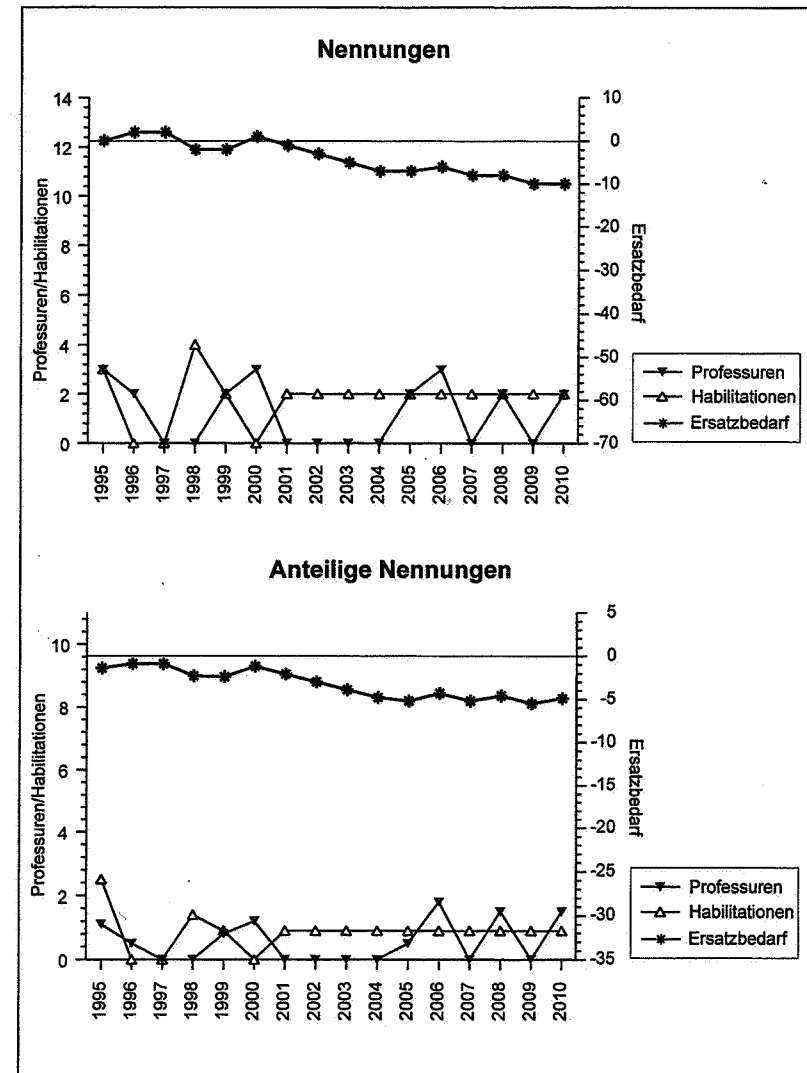 Nennungen
14
12
10
8
6
4
2
0
Professuren/Habilitationen
10
0
-10
-20
-30
-40
-50
-60
-70
Ersatzbedarf
1995 1996 1997 1998 1999 2000 2001 2002 2003 2004 2005 2006 2007 2008 2009 2010
Professuren
Habilitationen
Ersatzbedarf
Anteilige Nennungen
10
8
6
4
2
0
Professuren/Habilitationen
5
0
-5
-10
-15
-20
-25
-30
-35
Ersatzbedarf
1995 1996 1997 1998 1999 2000 2001 2002 2003 2004 2005 2006 2007 2008 2009 2010
Professuren
Habilitationen
Ersatzbedarf